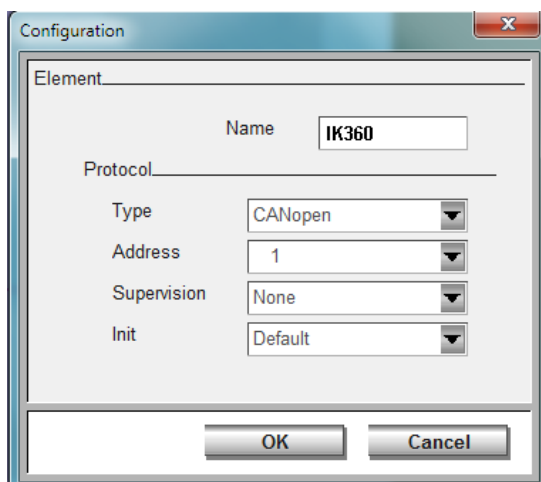 Configuration
x
Element
Name IK360
Protocol
Type CANopen
Address 1
Supervision None
Init Default
OK Cancel